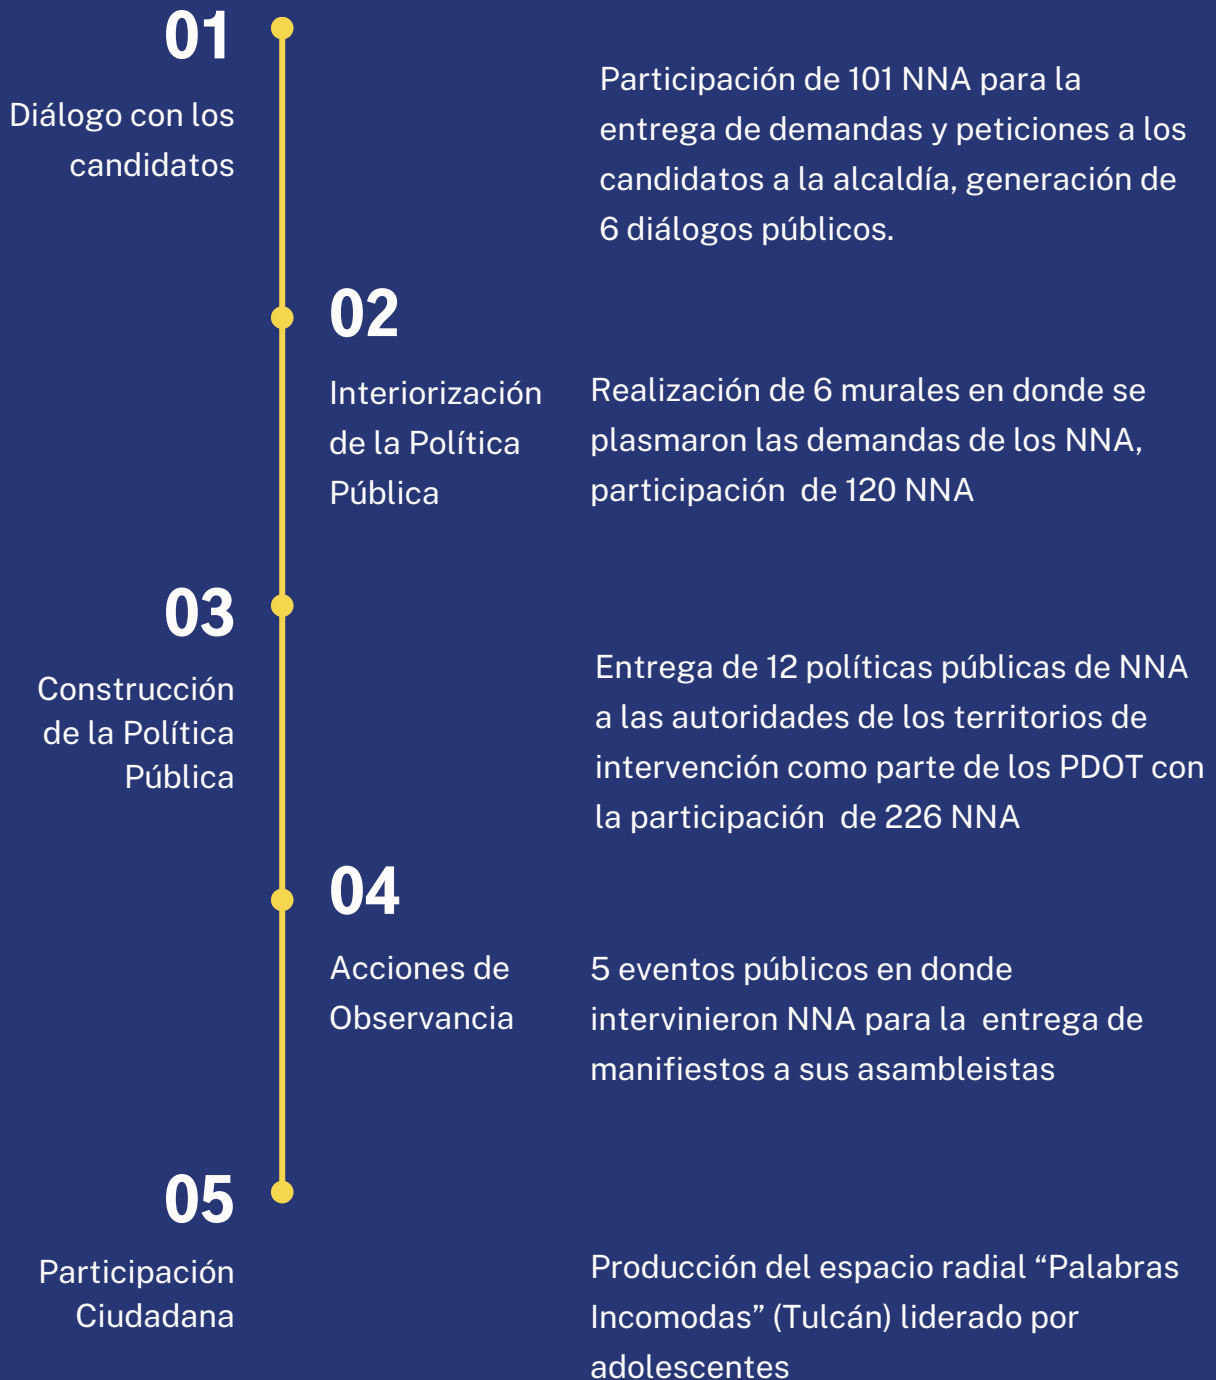 01
Diálogo con los
candidatos
Participación de 101 NNA para la
entrega de demandas y peticiones a los
candidatos a la alcaldía, generación de
6 diálogos públicos.
02
Interiorización
de la Política
Pública
Realización de 6 murales en donde se
plasmaron las demandas de los NNA,
participación  de 120 NNA
03
Construcción
de la Política
Pública
Entrega de 12 políticas públicas de NNA
a las autoridades de los territorios de
intervención como parte de los PDOT con
la participación  de 226 NNA
04
Acciones de
Observancia
5 eventos públicos en donde
intervinieron NNA para la  entrega de
manifiestos a sus asambleistas
05
Participación
Ciudadana
Producción del espacio radial “Palabras
Incomodas” (Tulcán) liderado por
adolescentes